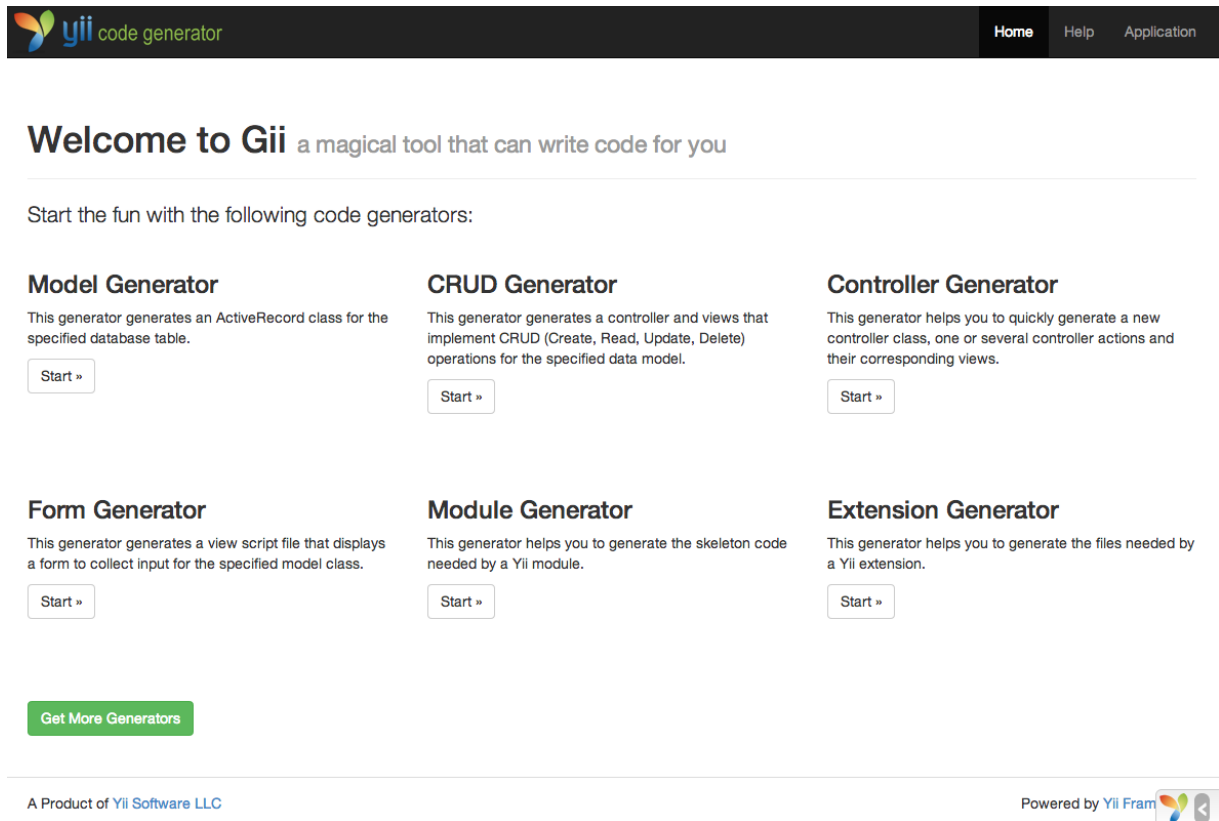 yii code generator
Home Help Application
Welcome to Gii a magical tool that can write code for you
Start the fun with the following code generators:
Model Generator
This generator generates an ActiveRecord class for the
specified database table.
Start »
CRUD Generator
This generator generates a controller and views that
implement CRUD (Create, Read, Update, Delete)
operations for the specified data model.
Start »
Controller Generator
This generator helps you to quickly generate a new
controller class, one or several controller actions and
their corresponding views.
Start »
Form Generator
This generator generates a view script file that displays
a form to collect input for the specified model class.
Start »
Module Generator
This generator helps you to generate the skeleton code
needed by a Yii module.
Start »
Extension Generator
This generator helps you to generate the files needed by
a Yii extension.
Start »
Get More Generators
A Product of Yii Software LLC
Powered by Yii Fram